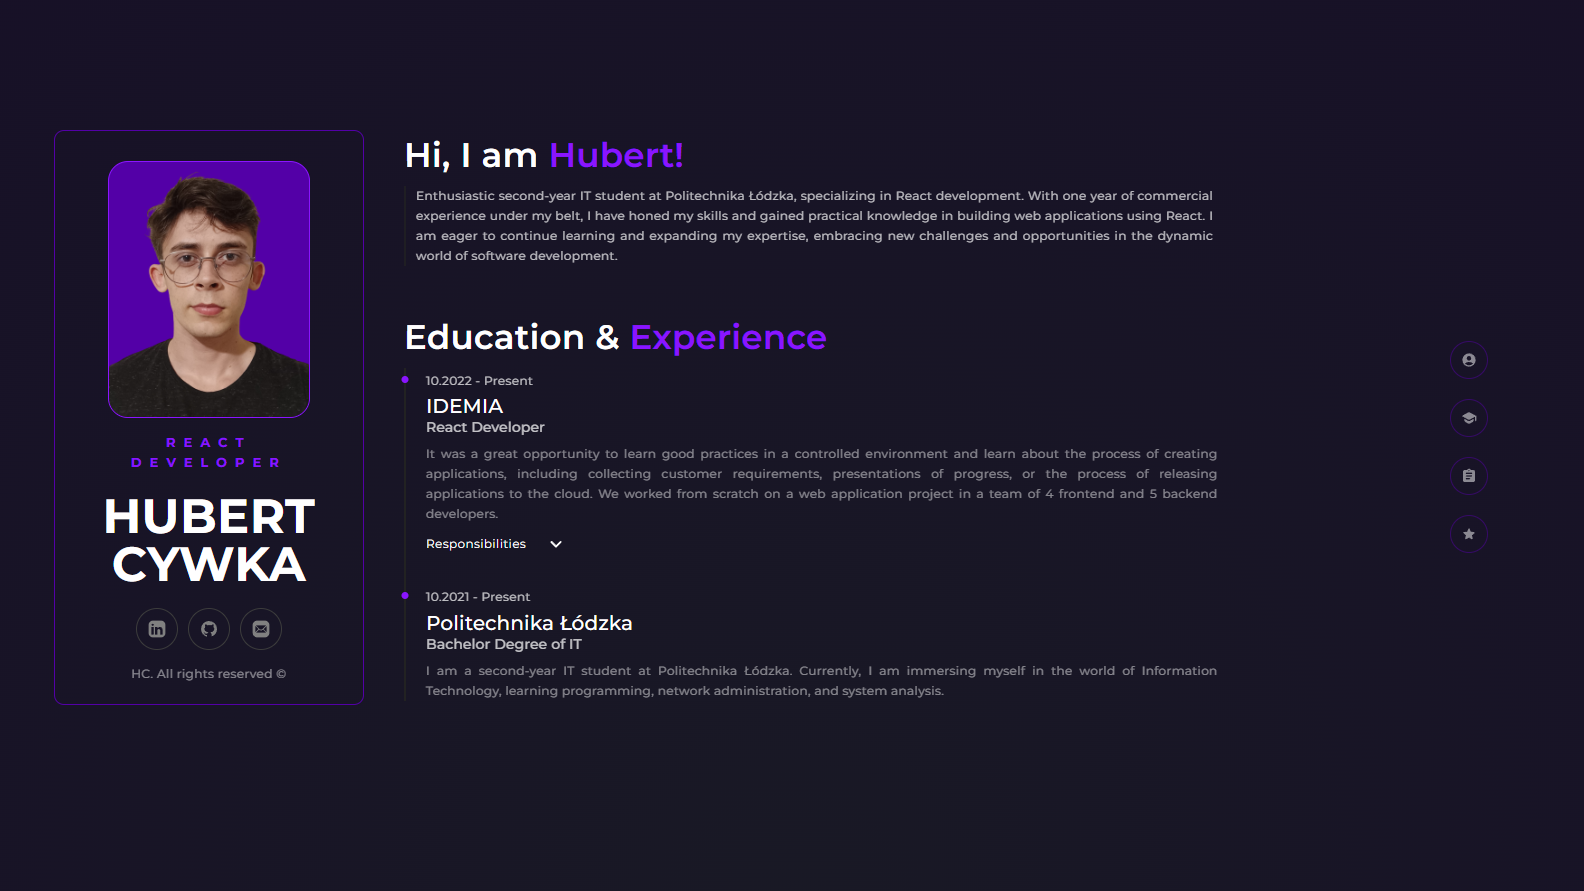 REACT
DEVELOPER
HUBERT
CYWKA
in
HC. All rights reserved ©
Hi, I am Hubert!
Enthusiastic second-year IT student at Politechnika Łódzka, specializing in React development. With one year of commercial
experience under my belt, I have honed my skills and gained practical knowledge in building web applications using React. I
am eager to continue learning and expanding my expertise, embracing new challenges and opportunities in the dynamic
world of software development.
Education & Experience
10.2022 - Present
IDEMIA
React Developer
It was a great opportunity to learn good practices in a controlled environment and learn about the process of creating
applications, including collecting customer requirements, presentations of progress, or the process of releasing
applications to the cloud. We worked from scratch on a web application project in a team of 4 frontend and 5 backend
developers.
Responsibilities
10.2021 - Present
Politechnika Łódzka
Bachelor Degree of IT
I am a second-year IT student at Politechnika Łódzka. Currently, I am immersing myself in the world of Information
Technology, learning programming, network administration, and system analysis.